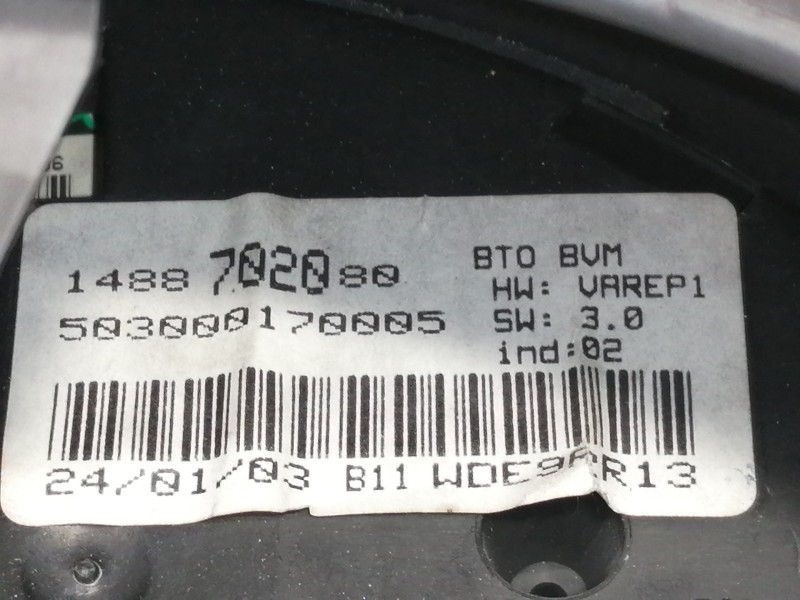 1488 7020 80
503000170005
BTO BVM
HW: VAREP1
SW: 3.0
ind:02
24/01/03 B11